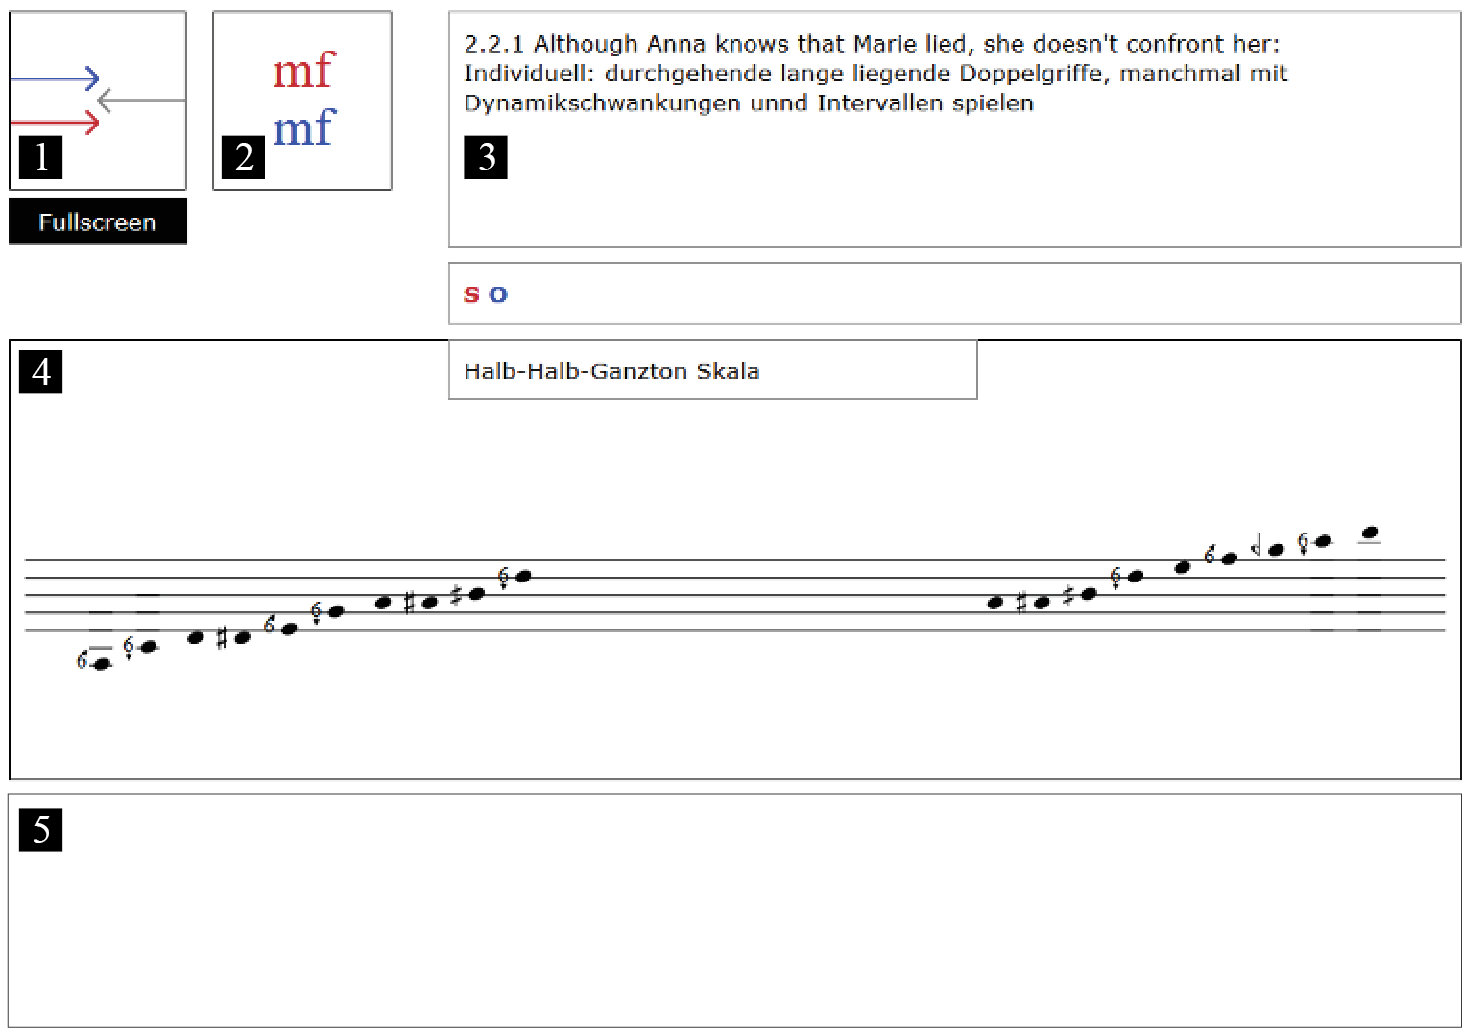 1
mf
mf
2
2.2.1 Although Anna knows that Marie lied, she doesn't confront her:
Individuell: durchgehende lange liegende Doppelgriffe, manchmal mit
Dynamikschwankungen unnd Intervallen spielen
3
Fullscreen
s o
4
Halb-Halb-Ganzton Skala
5